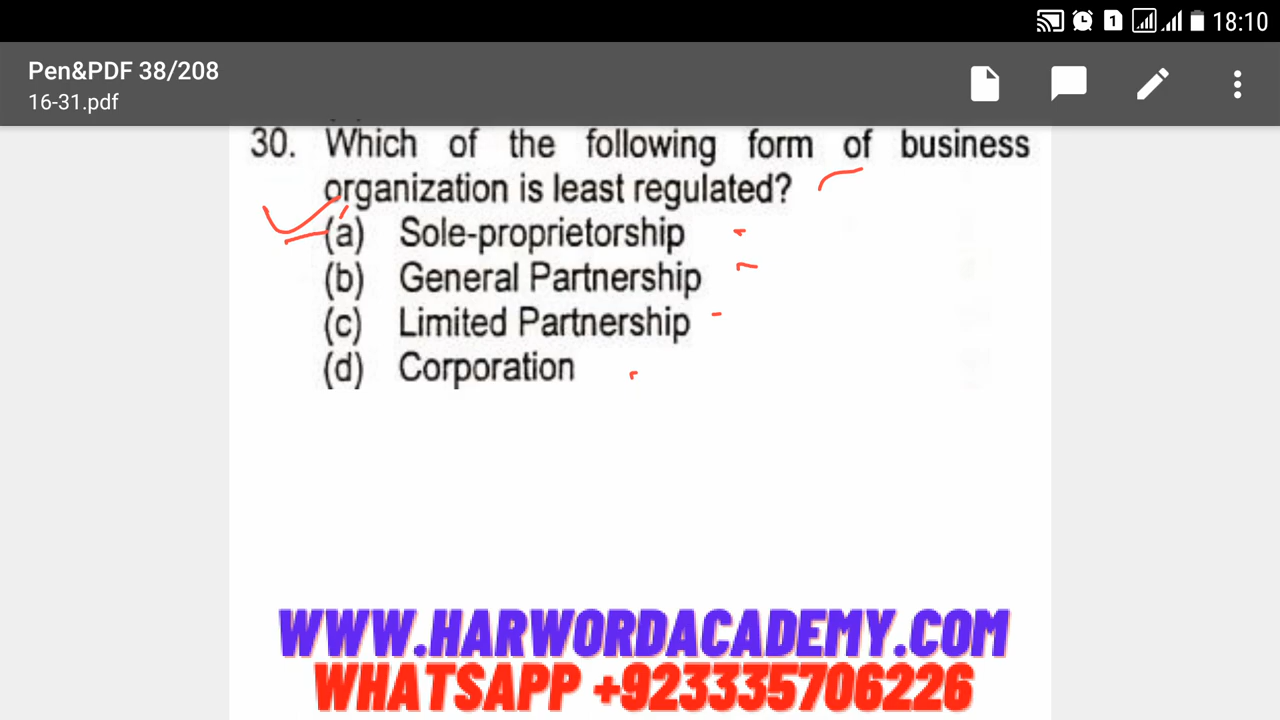 1 18:10
Pen&PDF 38/208
16-31.pdf
30. Which of the following form of business
organization is least regulated?
(a) Sole-proprietorship
(b) General Partnership
(c) Limited Partnership
(d) Corporation
WWW.HARWORDACADEMY.COM
WHATSAPP +923335706226